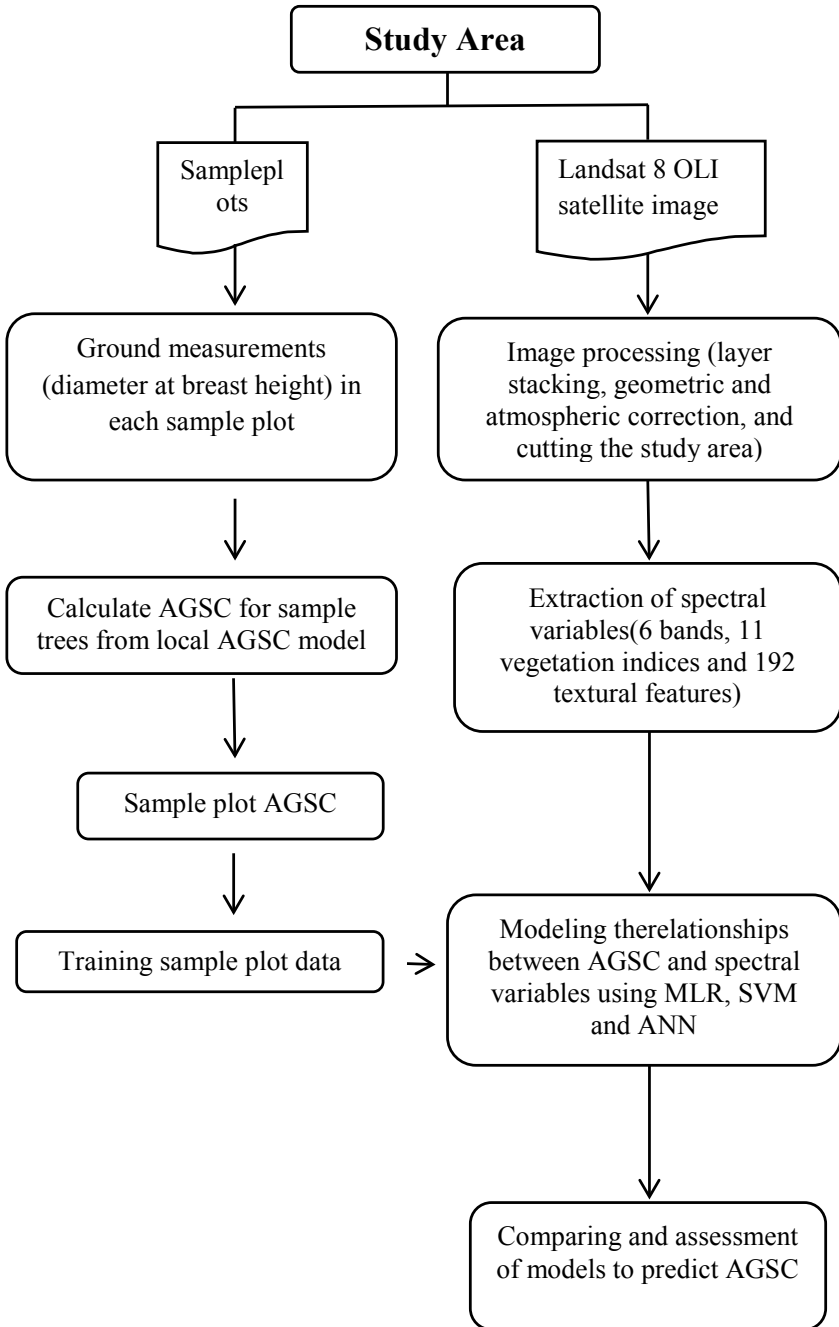 Study Area
Samplepl
ots
Landsat 8 OLI
satellite image
Ground measurements
(diameter at breast height) in
each sample plot
Image processing (layer
stacking, geometric and
atmospheric correction, and
cutting the study area)
Calculate AGSC for sample
trees from local AGSC model
Extraction of spectral
variables(6 bands, 11
vegetation indices and 192
textural features)
Sample plot AGSC
Training sample plot data
Modeling therelationships
between AGSC and spectral
variables using MLR, SVM
and ANN
Comparing and assessment
of models to predict AGSC